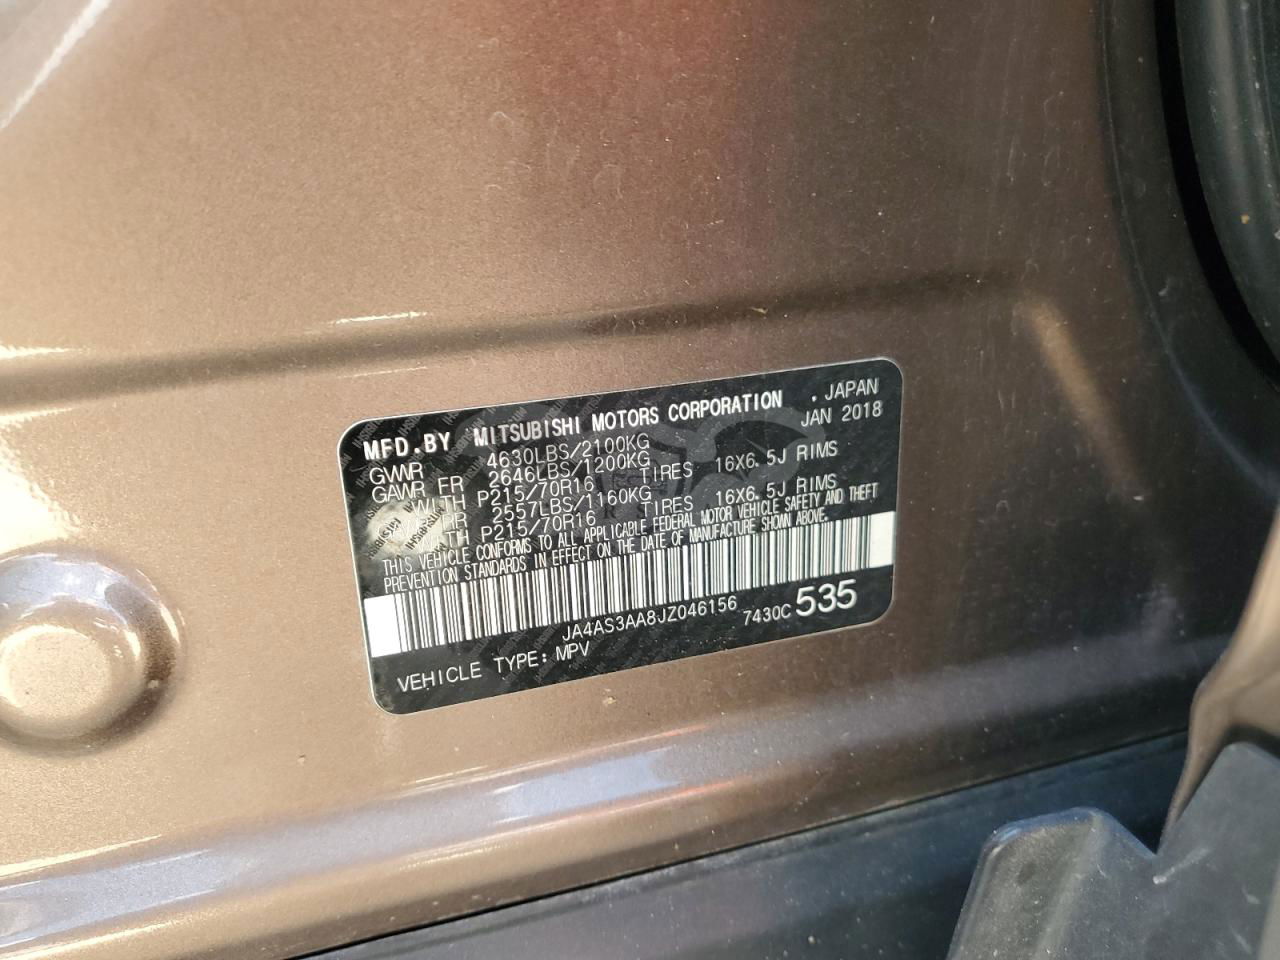 MFD.BY MITSUBISHI MOTORS CORPORATION . JAPAN
GVWR 4630LBS/2100KG JAN 2018
GAWR FR 2646LBS/1200KG
WITH P215/70R16 TIRES 16X6.5J RIMS
RR 2557LBS/1160KG
WITH P215/70R16 TIRES 16X6.5J RIMS
THIS VEHICLE CONFORMS TO ALL APPLICABLE FEDERAL MOTOR VEHICLE SAFETY AND THEFT
PREVENTION STANDARDS IN EFFECT ON THE DATE OF MANUFACTURE SHOWN ABOVE.
JA4AS3AA8JZ046156 7430C 535
VEHICLE TYPE: MPV